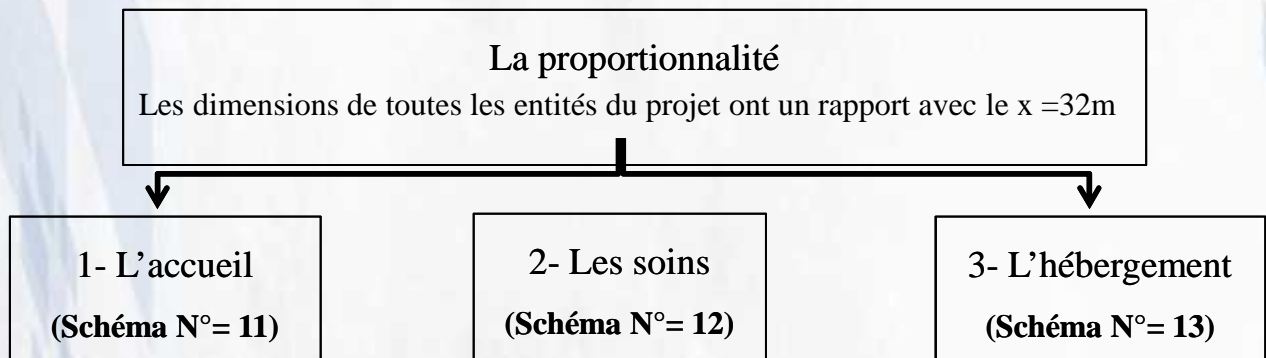 La proportionnalité
Les dimensions de toutes les entités du projet ont un rapport avec le x =32m
1- L’accueil
(Schéma N°= 11)
2- Les soins
(Schéma N°= 12)
3- L’hébergement
(Schéma N°= 13)